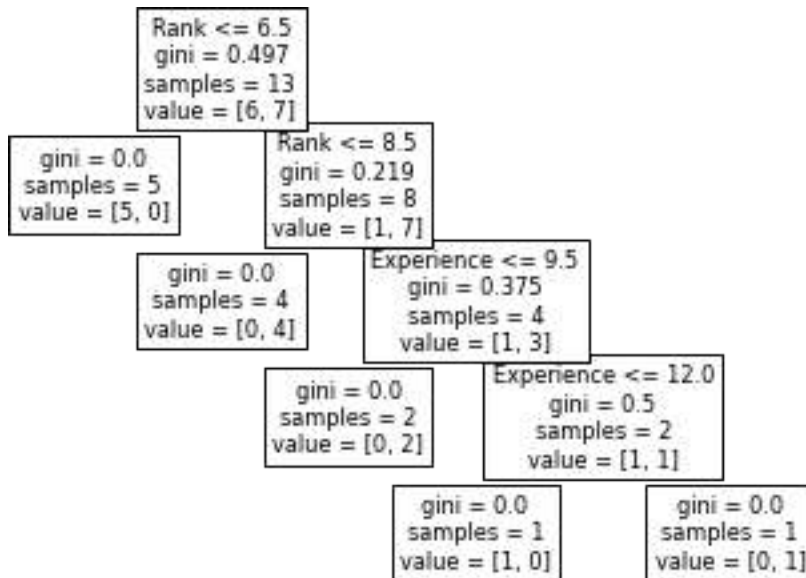 Rank <= 6.5
gini = 0.497
samples = 13
value = [6, 7]
gini = 0.0
samples = 5
value = [5, 0]
Rank <= 8.5
gini = 0.219
samples = 8
value = [1, 7]
gini = 0.0
samples = 4
value = [0, 4]
Experience <= 9.5
gini = 0.375
samples = 4
value = [1, 3]
gini = 0.0
samples = 2
value = [0, 2]
Experience <= 12.0
gini = 0.5
samples = 2
value = [1, 1]
gini = 0.0
samples = 1
value = [1, 0]
gini = 0.0
samples = 1
value = [0, 1]